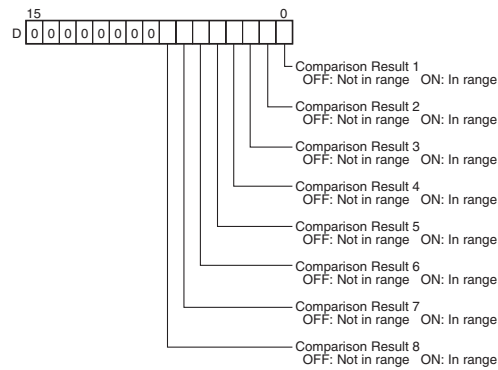 15 0
D 0 0 0 0 0 0 0 0
Comparison Result 1
OFF: Not in range ON: In range
Comparison Result 2
OFF: Not in range ON: In range
Comparison Result 3
OFF: Not in range ON: In range
Comparison Result 4
OFF: Not in range ON: In range
Comparison Result 5
OFF: Not in range ON: In range
Comparison Result 6
OFF: Not in range ON: In range
Comparison Result 7
OFF: Not in range ON: In range
Comparison Result 8
OFF: Not in range ON: In range